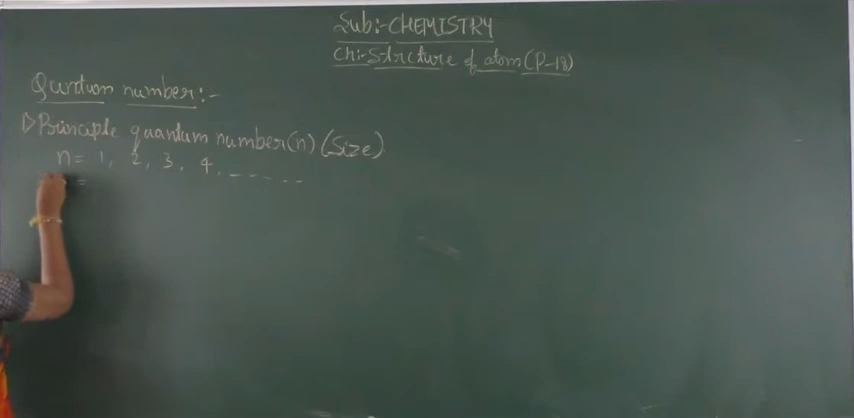 Sub:- CHEMISTRY
Ch:- Structure of atom (P-18)
Quantum number:-
Principle quantum number(n) (Size)
n = 1, 2, 3, 4, - - - - -
=